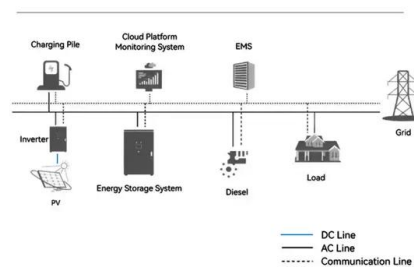 Charging Pile
Cloud Platform
Monitoring System
EMS
Grid
Inverter
PV
Energy Storage System
Diesel
Load
DC Line
AC Line
Communication Line